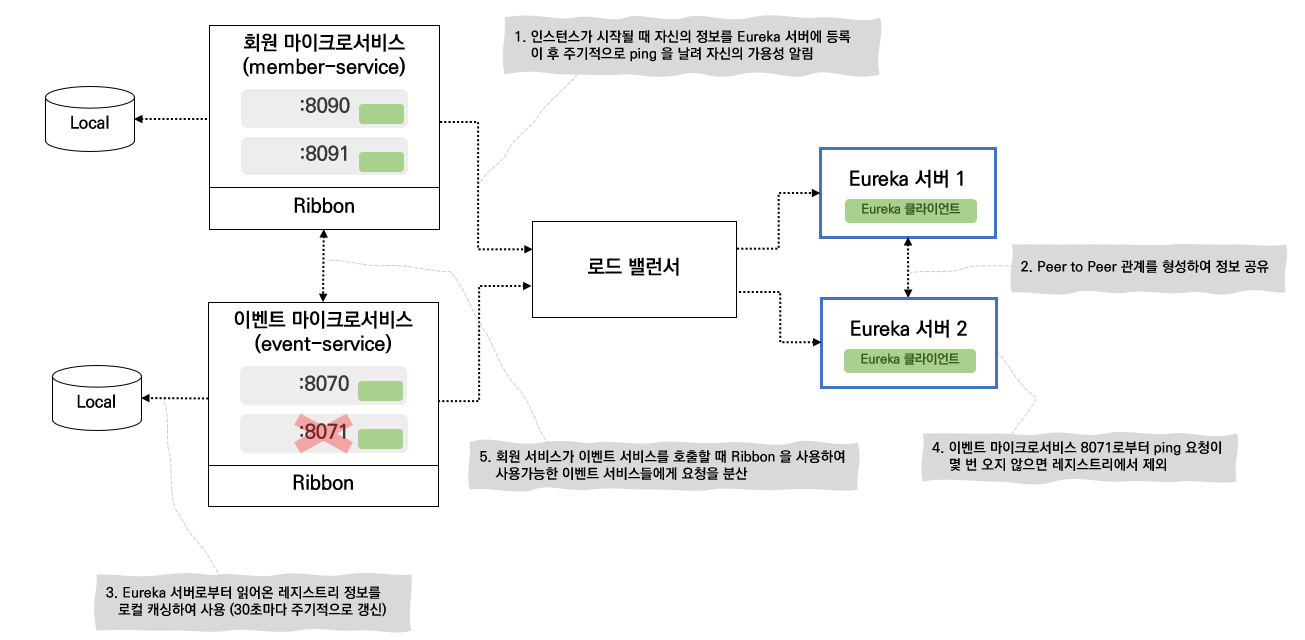 회원 마이크로서비스
(member-service)
:8090
:8091
Ribbon
Local
1. 인스턴스가 시작될 때 자신의 정보를 Eureka 서버에 등록
이 후 주기적으로 ping 을 날려 자신의 가용성 알림
Eureka 서버 1
Eureka 클라이언트
로드 밸런서
2. Peer to Peer 관계를 형성하여 정보 공유
Eureka 서버 2
Eureka 클라이언트
이벤트 마이크로서비스
(event-service)
:8070
:8071
Ribbon
Local
5. 회원 서비스가 이벤트 서비스를 호출할 때 Ribbon 을 사용하여
사용가능한 이벤트 서비스들에게 요청을 분산
4. 이벤트 마이크로서비스 8071로부터 ping 요청이
몇 번 오지 않으면 레지스트리에서 제외
3. Eureka 서버로부터 읽어온 레지스트리 정보를
로컬 캐싱하여 사용 (30초마다 주기적으로 갱신)